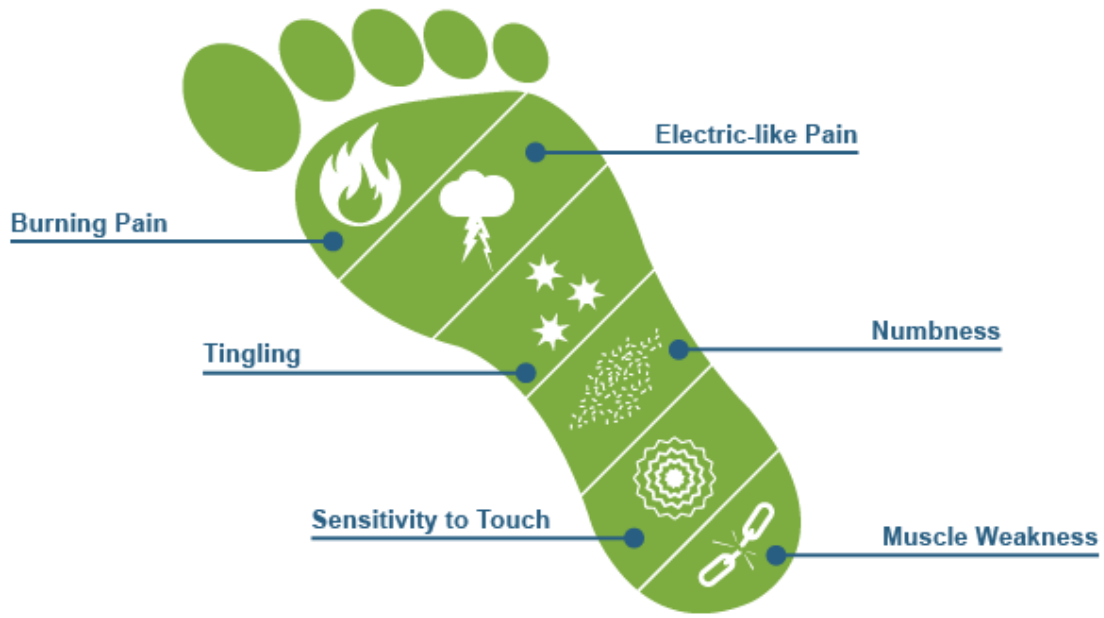 Electric-like Pain
Burning Pain
Numbness
Tingling
Sensitivity to Touch
Muscle Weakness